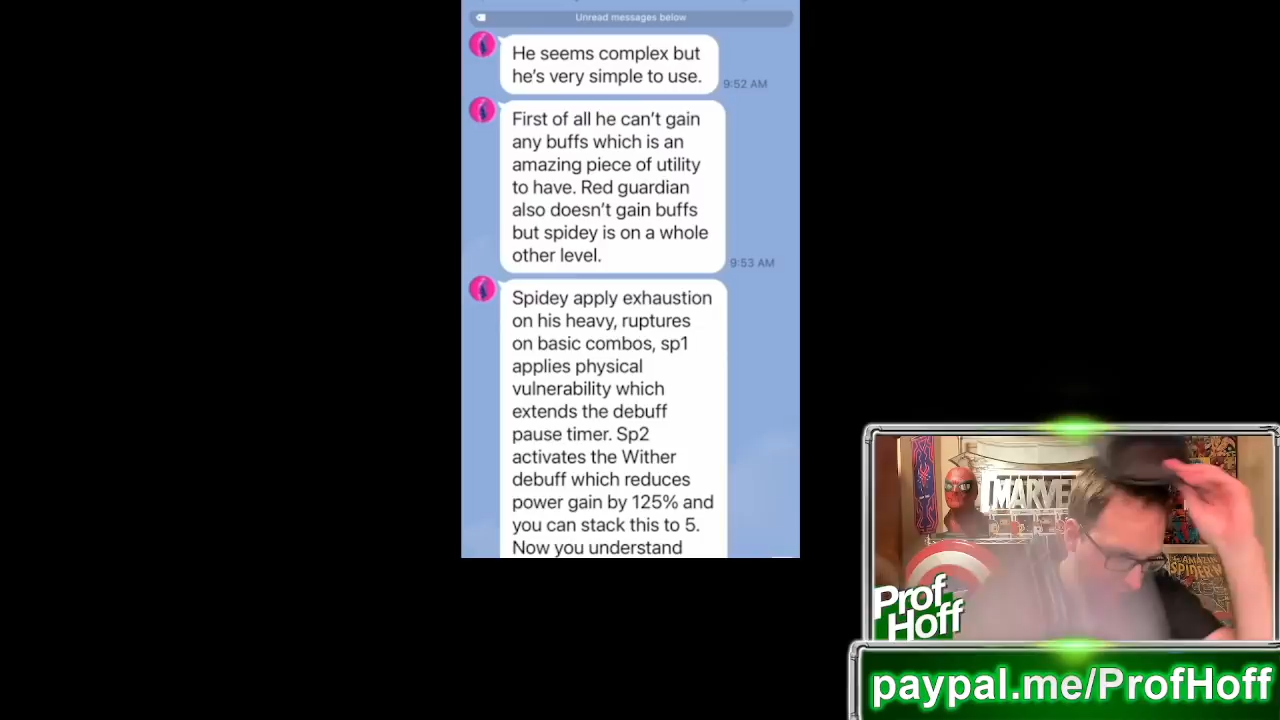 Unread messages below
He seems complex but
he's very simple to use.
9:52 AM
First of all he can't gain
any buffs which is an
amazing piece of utility
to have. Red guardian
also doesn't gain buffs
but spidey is on a whole
other level.
9:53 AM
Spidey apply exhaustion
on his heavy, ruptures
on basic combos, sp1
applies physical
vulnerability which
extends the debuff
pause timer. Sp2
activates the Wither
debuff which reduces
power gain by 125% and
you can stack this to 5.
Now you understand
MARVE
AMAZING
SPIDER-M
Prof
Hoff
paypal.me/ProfHoff